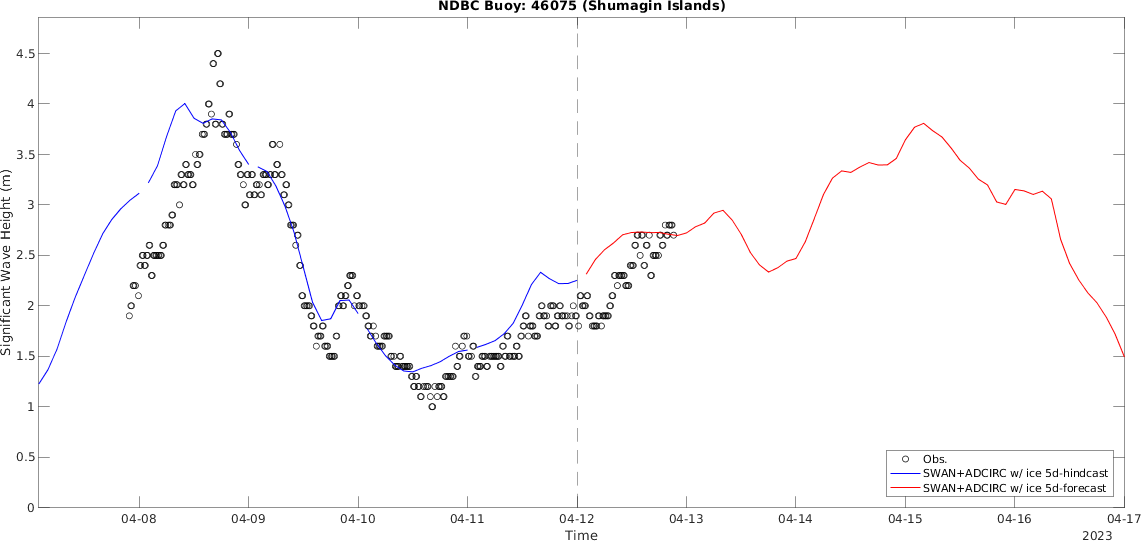 NDBC Buoy: 46075 (Shumagin Islands)
Significant Wave Height (m)
4.5
4
3.5
3
2.5
2
1.5
1
0.5
0
Obs.
SWAN+ADCIRC w/ ice 5d-hindcast
SWAN+ADCIRC w/ ice 5d-forecast
04-08 04-09 04-10 04-11 04-12 04-13 04-14 04-15 04-16 04-17
Time
2023